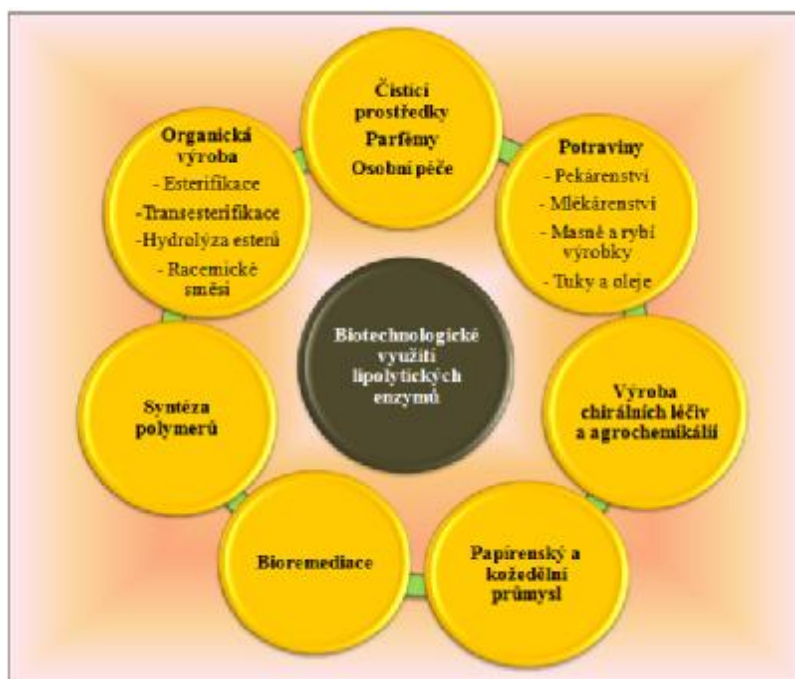 Čistící
prostředky
Parfémy
Osobní péče
Potraviny
- Pekárenství
- Mlékárenství
- Masné a rybí
výrobky
- Tuky a oleje
Výroba
chirálních léčiv
a agrochemikálií
Papírenský a
kožedělní
průmysl
Bioremediace
Syntéza
polymerů
Organická
výroba
- Esterifikace
-Transesterifikace
-Hydrolýza esterů
- Racemické
směsi
Biotechnologické
využití
lipolytických
enzymů